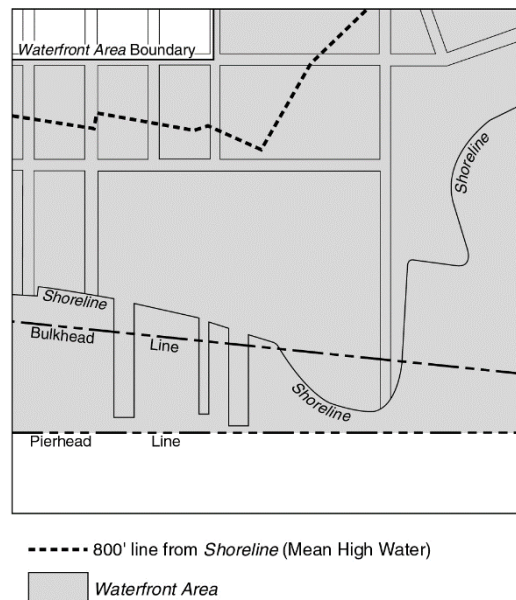 Waterfront Area Boundary
Shoreline
Shoreline
Bulkhead Line
Shoreline
Pierhead Line
800' line from Shoreline (Mean High Water)
Waterfront Area